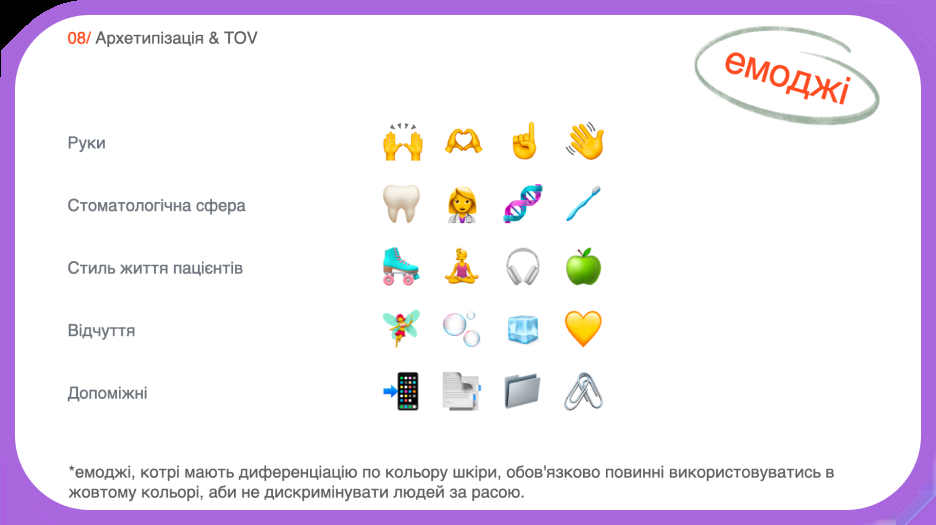 08/ Архетипізація & TOV
емоджі
Руки
Стоматологічна сфера
Стиль життя пацієнтів
Відчуття
Допоміжні
*емоджі, котрі мають диференціацію по кольору шкіри, обов'язково повинні використовуватись в
жовтому кольорі, аби не дискримінувати людей за расою.